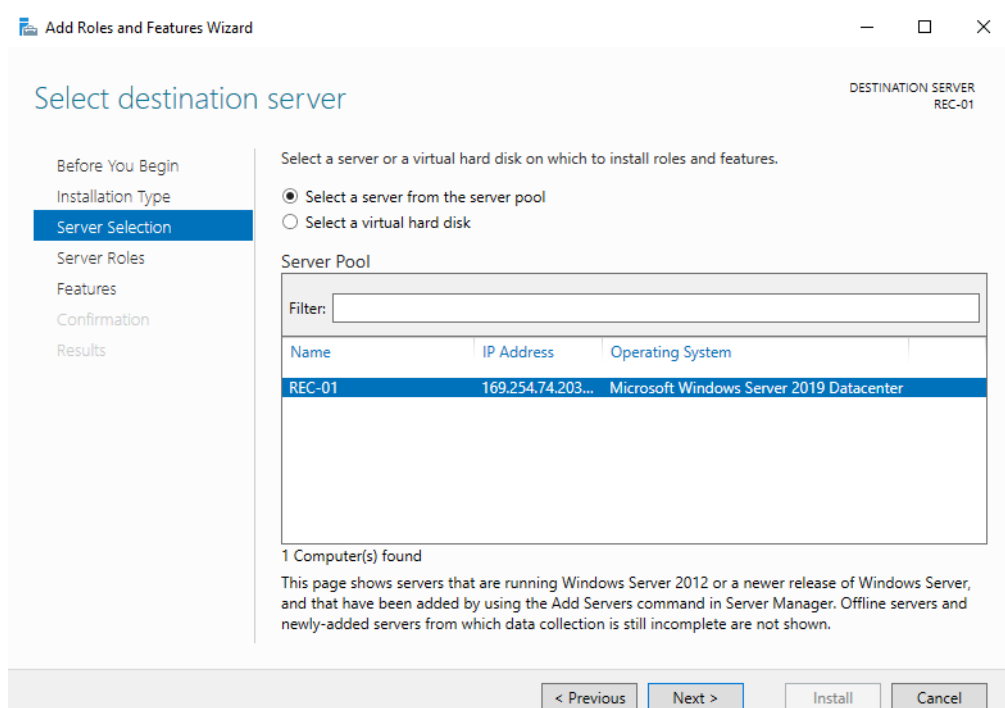 Add Roles and Features Wizard
Select destination server
DESTINATION SERVER
REC-01
Before You Begin
Installation Type
Server Selection
Server Roles
Features
Confirmation
Results
Select a server or a virtual hard disk on which to install roles and features.
Select a server from the server pool
Select a virtual hard disk
Server Pool
Filter:
Name IP Address Operating System
REC-01 169.254.74.203... Microsoft Windows Server 2019 Datacenter
1 Computer(s) found
This page shows servers that are running Windows Server 2012 or a newer release of Windows Server,
and that have been added by using the Add Servers command in Server Manager. Offline servers and
newly-added servers from which data collection is still incomplete are not shown.
< Previous Next > Install Cancel